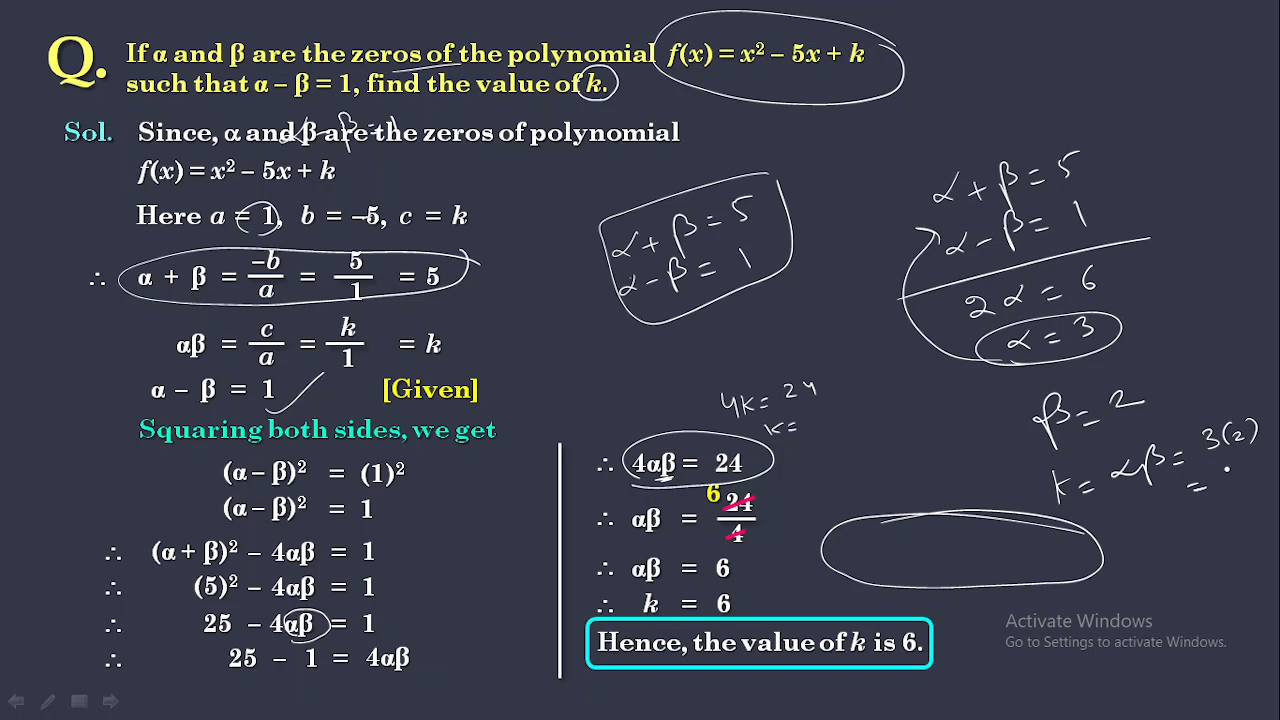 Q.
If α and β are the zeros of the polynomial f(x) = x² – 5x + k
such that α – β = 1, find the value of k.
Sol. Since, α and β are the zeros of polynomial
α – β = 1
f(x) = x² – 5x + k
Here a = 1, b = –5, c = k
∴ α + β = –b/a = 5/1 = 5
αβ = c/a = k/1 = k
α – β = 1 [Given]
Squaring both sides, we get
(α – β)² = (1)²
(α – β)² = 1
∴ (α + β)² – 4αβ = 1
∴ (5)² – 4αβ = 1
∴ 25 – 4αβ = 1
∴ 25 – 1 = 4αβ
α + β = 5
α – β = 1
4k = 24
k =
∴ 4αβ = 24
∴ αβ = 24/4 6
∴ αβ = 6
∴ k = 6
Hence, the value of k is 6.
α + β = 5
α – β = 1
2α = 6
α = 3
β = 2
k = αβ = 3(2)
=
Activate Windows
Go to Settings to activate Windows.